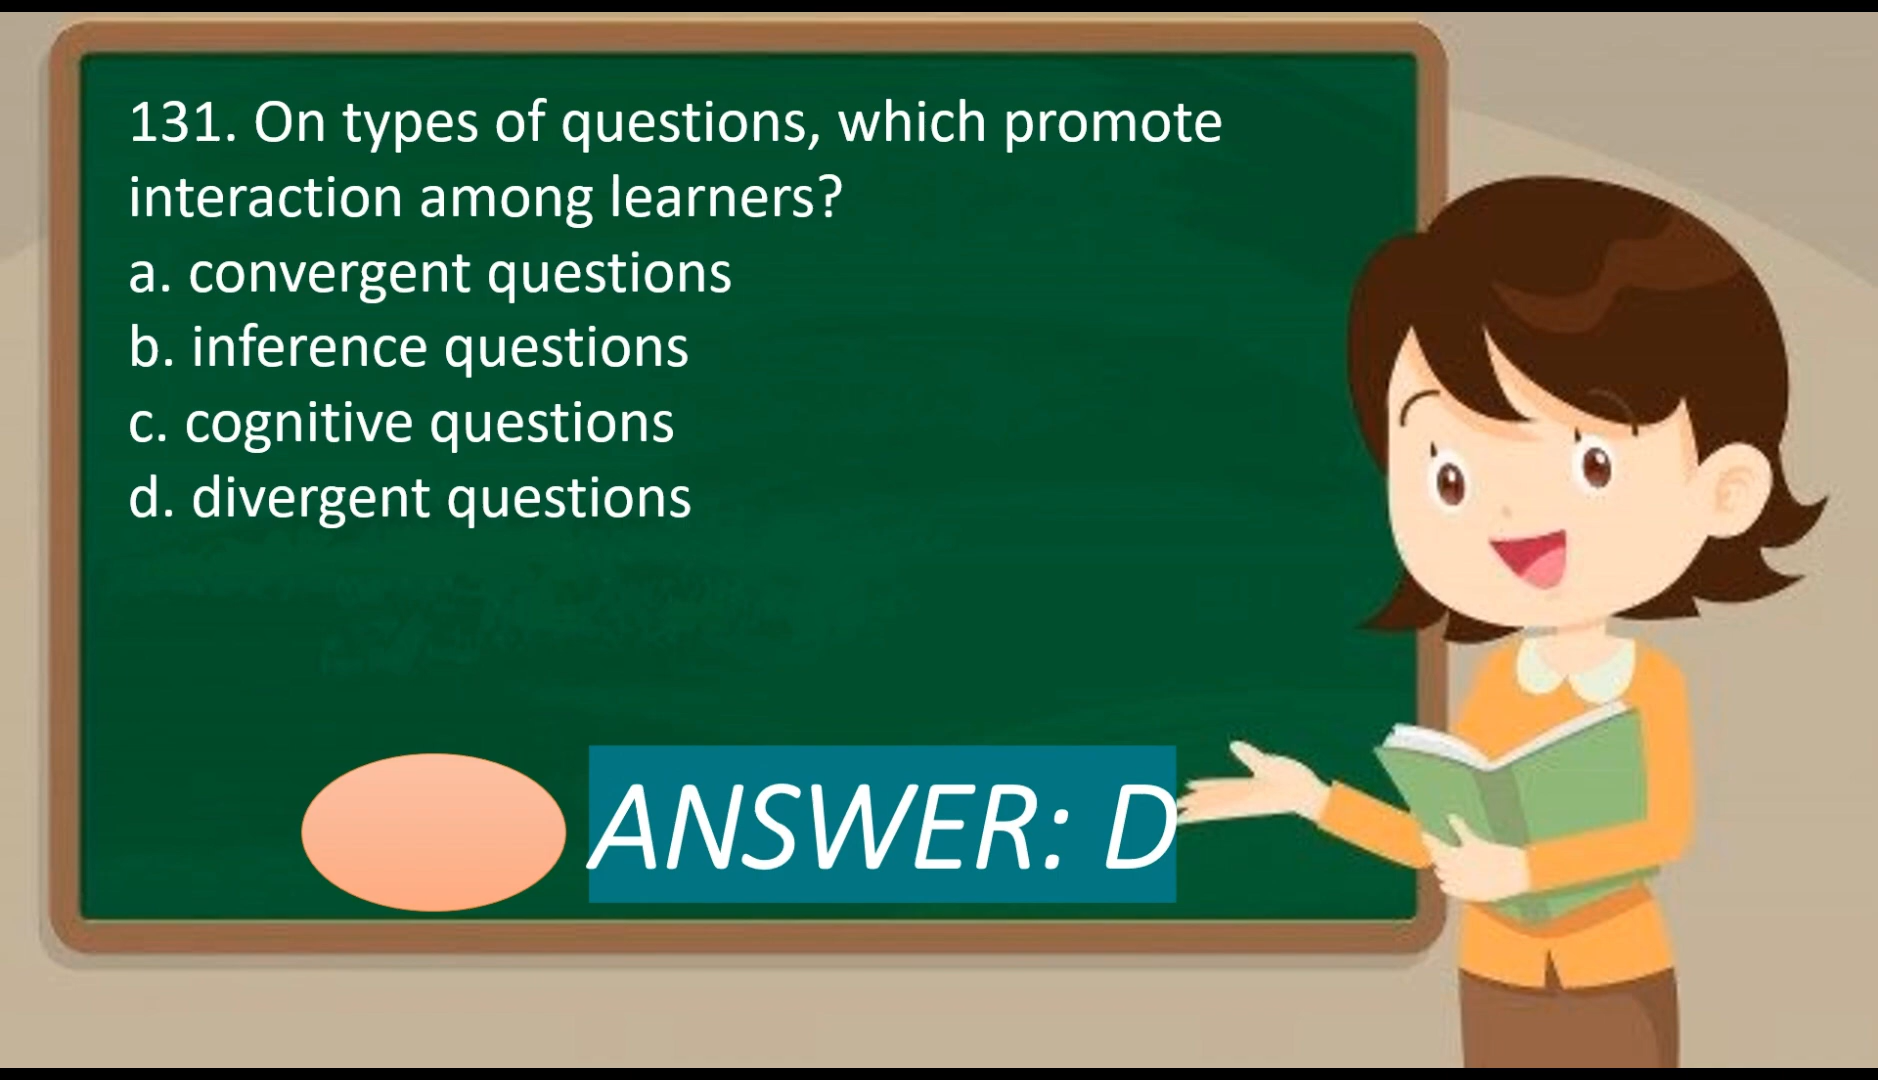 131. On types of questions, which promote
interaction among learners?
a. convergent questions
b. inference questions
c. cognitive questions
d. divergent questions
ANSWER: D